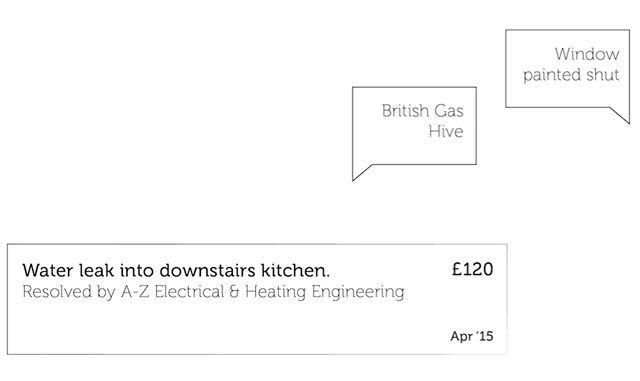 Window
painted shut
British Gas
Hive
Water leak into downstairs kitchen.
£120
Resolved by A-Z Electrical & Heating Engineering
Apr '15